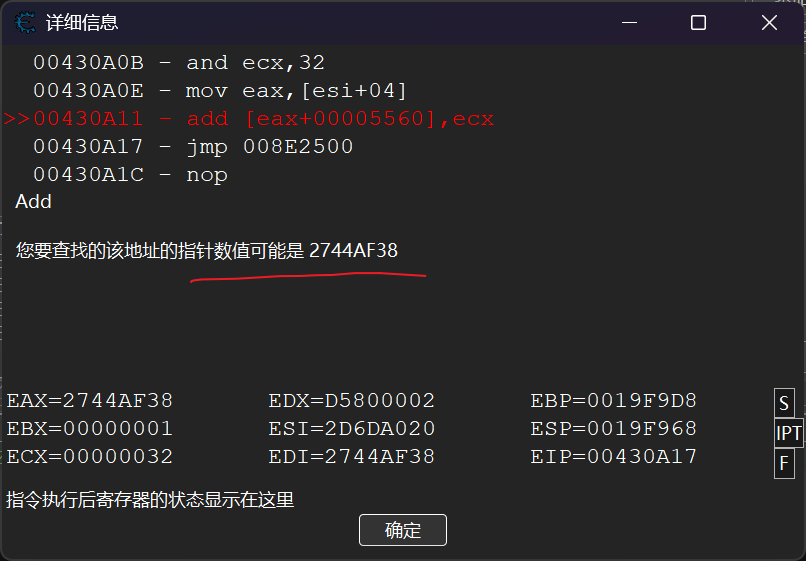 详细信息
00430A0B - and ecx,32
00430A0E - mov eax,[esi+04]
>>00430A11 - add [eax+00005560],ecx
00430A17 - jmp 008E2500
00430A1C - nop
Add
您要查找的该地址的指针数值可能是 2744AF38
EAX=2744AF38 EDX=D5800002 EBP=0019F9D8
S
EBX=00000001 ESI=2D6DA020 ESP=0019F968
IPT
ECX=00000032 EDI=2744AF38 EIP=00430A17
F
指令执行后寄存器的状态显示在这里
确定